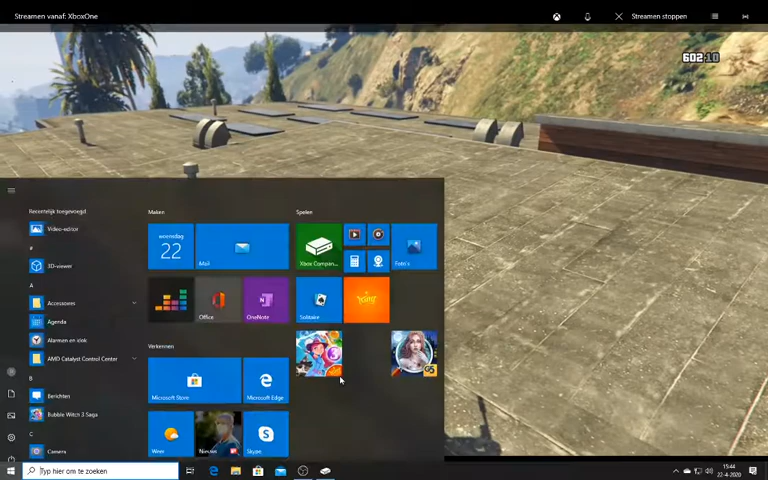 Streamen vanaf: XboxOne
Streamen stoppen
602:10
Recentelijk toegevoegd
Video-editor
#
3D-viewer
A
Accessoires
Agenda
Alarmen en klok
AMD Catalyst Control Center
B
Berichten
Bubble Witch 3 Saga
C
Camera
Maken
woensdag
22
Mail
Office
OneNote
Verkennen
Microsoft Store
Microsoft Edge
Weer
Nieuws
Skype
Spelen
Xbox Compan...
Foto's
Solitaire
King
G5
Typ hier om te zoeken
15:44
22-4-2020